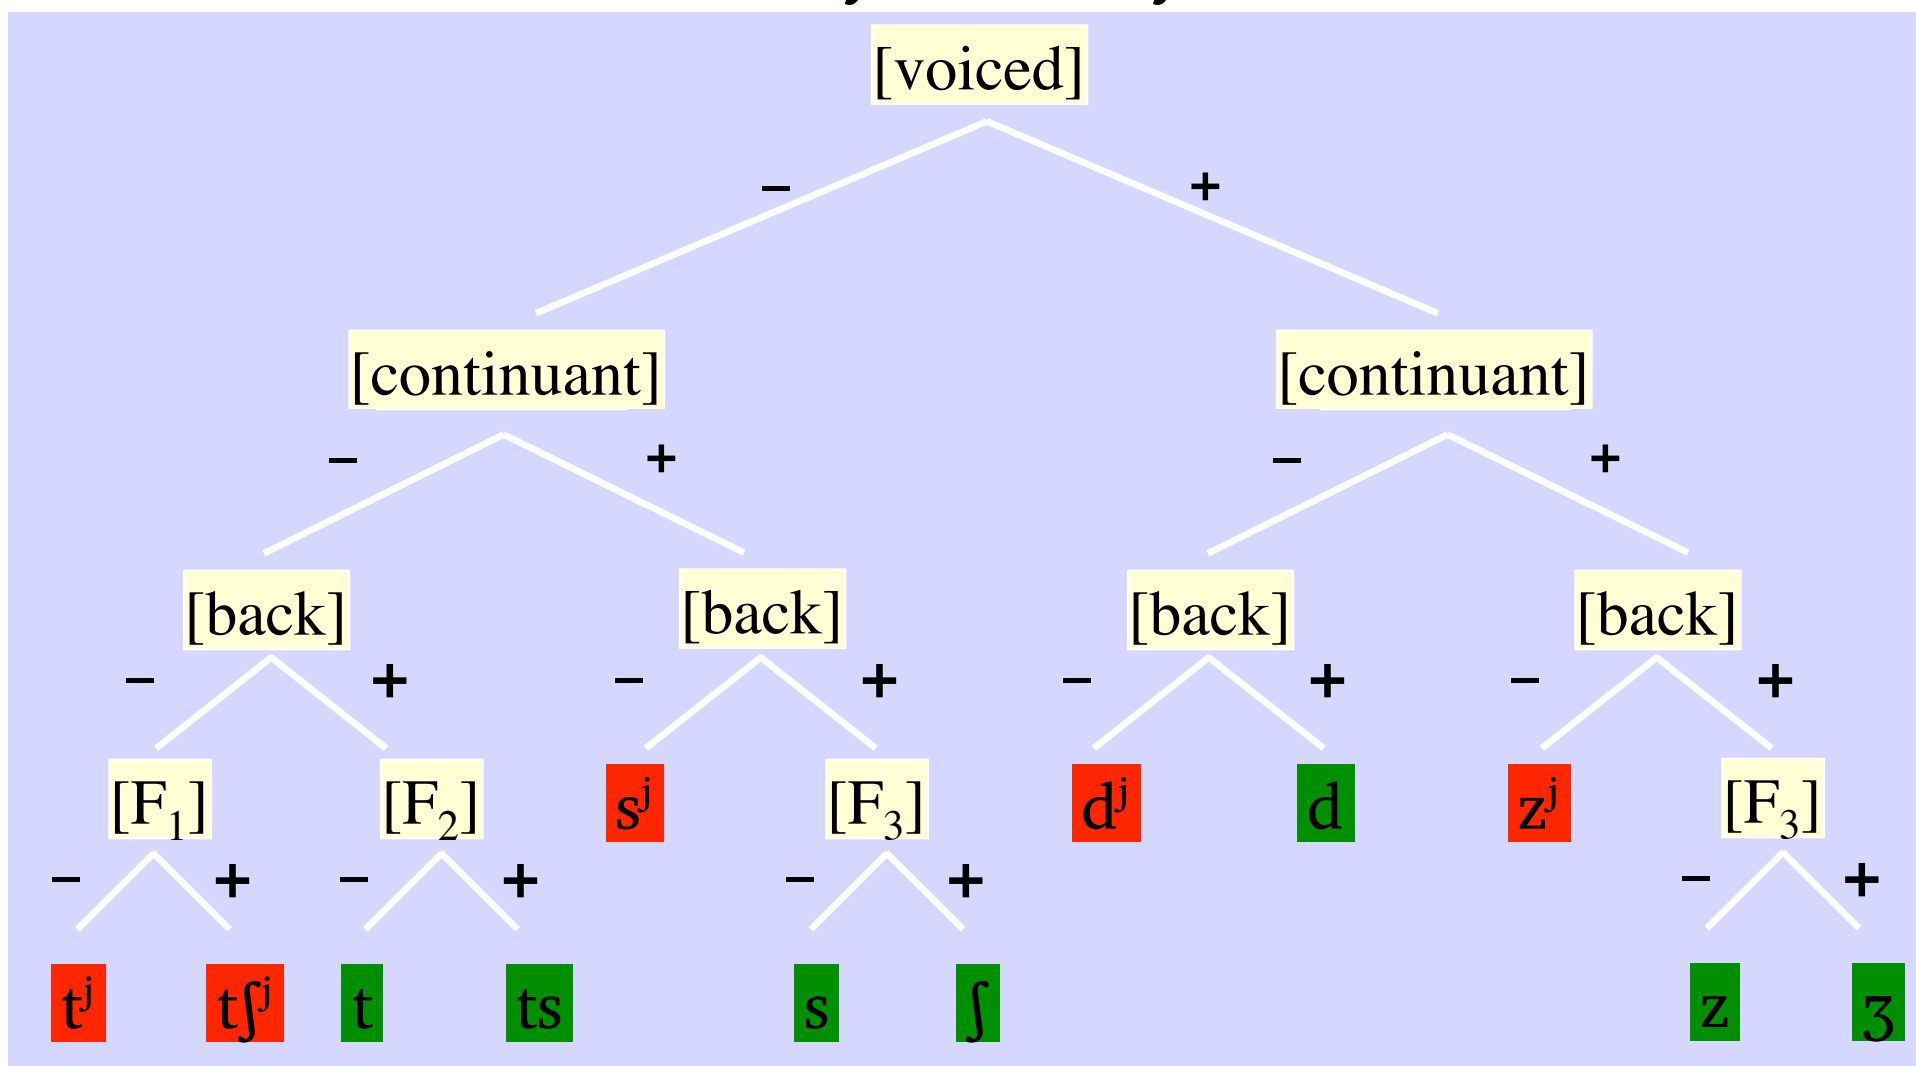 [voiced]
– +
[continuant] [continuant]
– + – +
[back] [back] [back] [back]
– + – + – + – +
[F₁] [F₂] sʲ [F₃] dʲ d zʲ [F₃]
– + – + – + – +
tʲ tʃʲ t ts s ʃ z ʒ